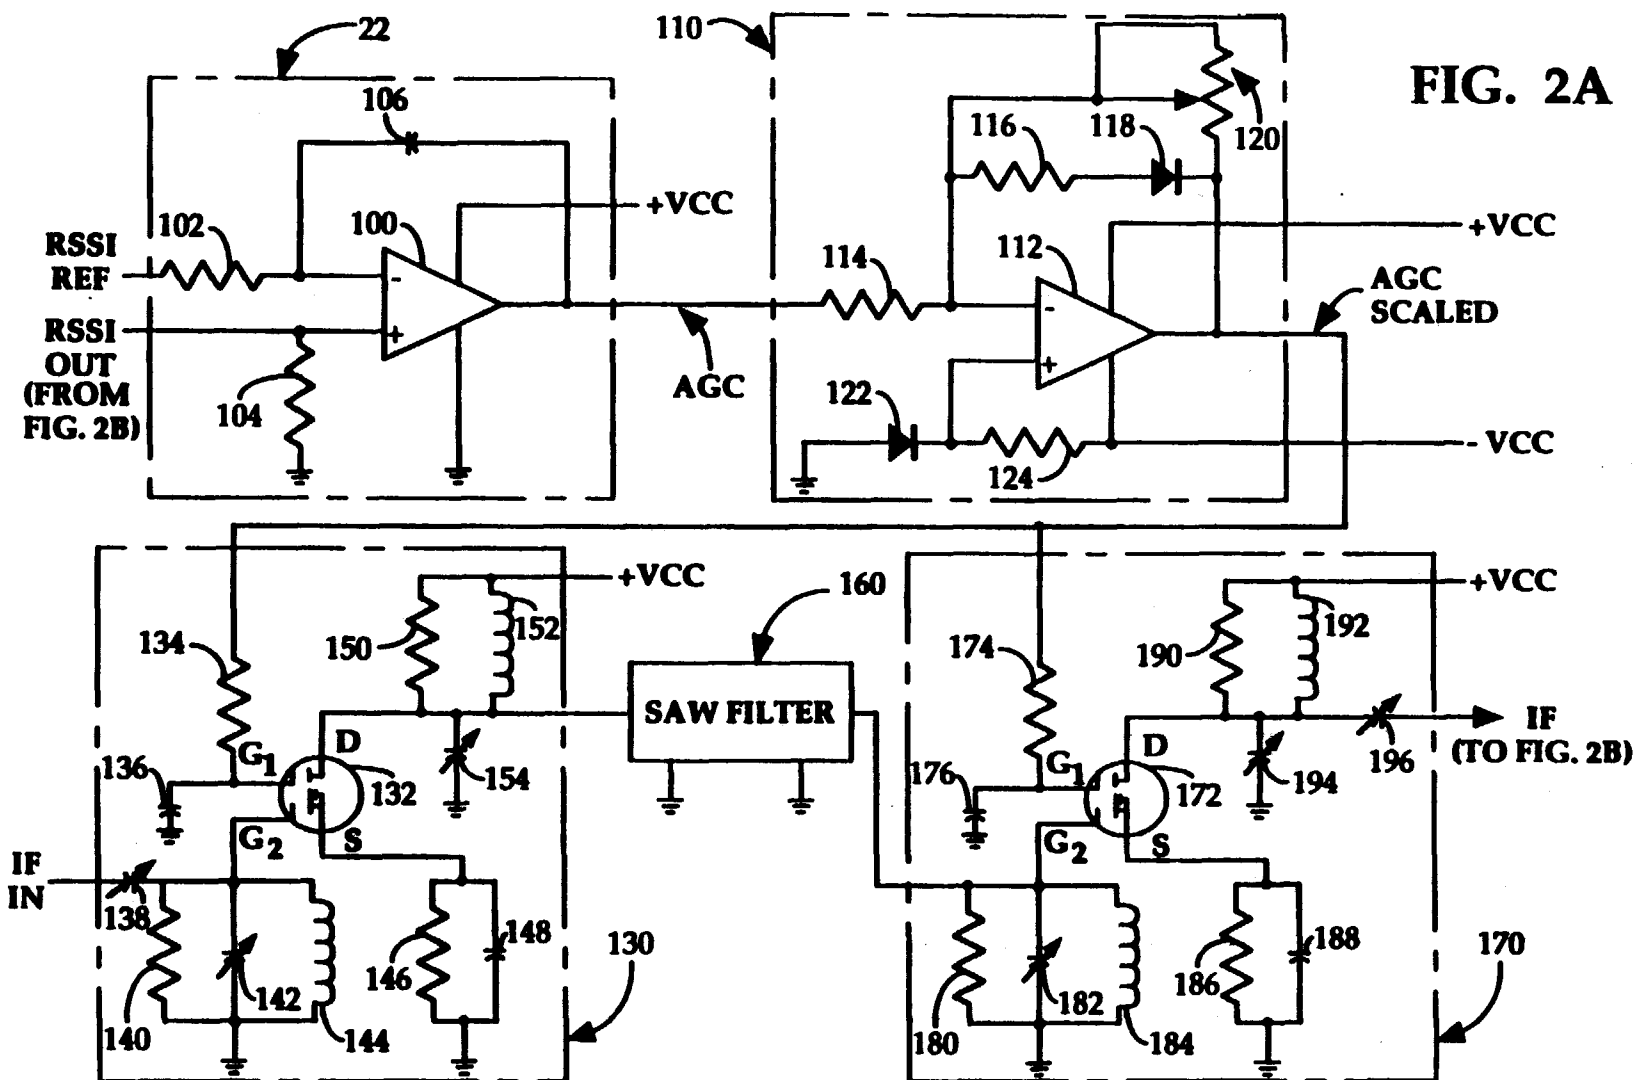 FIG. 2A
22
110
106
116
118
120
+VCC
102
100
RSSI
REF
+VCC
112
114
-
-
AGC
SCALED
RSSI
OUT
(FROM
FIG. 2B)
+
+
104
AGC
122
124
- VCC
+VCC
160
+VCC
134
150
152
174
190
192
SAW FILTER
G1
D
136
132
154
G2
S
G1
D
176
172
194
196
IF
(TO FIG. 2B)
G2
S
IF
IN
138
140
142
144
146
148
130
180
182
184
186
188
170